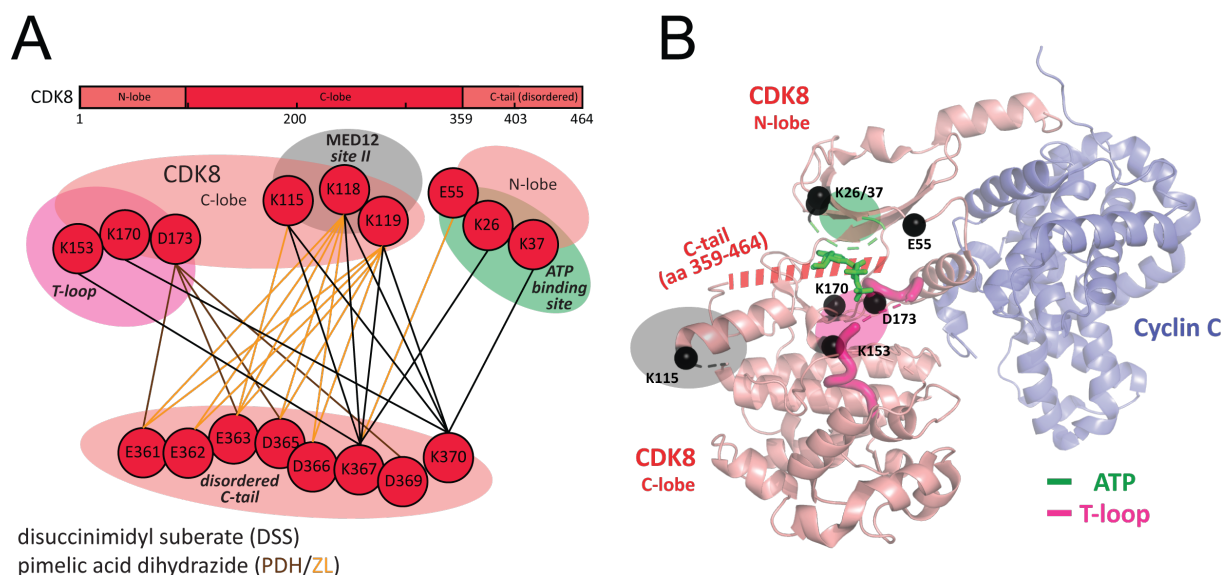 A
CDK8
N-lobe
C-lobe
C-tail (disordered)
1
200
359
403
464
MED12
site II
CDK8
C-lobe
N-lobe
K115
K118
K119
E55
K26
K37
K153
K170
D173
T-loop
ATP
binding
site
E361
E362
E363
D365
D366
K367
D369
K370
disordered
C-tail
disuccinimidyl suberate (DSS)
pimelic acid dihydrazide (PDH/ZL)
B
CDK8
N-lobe
K26/37
E55
C-tail
(aa 359-464)
K170
D173
K153
K115
Cyclin C
CDK8
C-lobe
ATP
T-loop